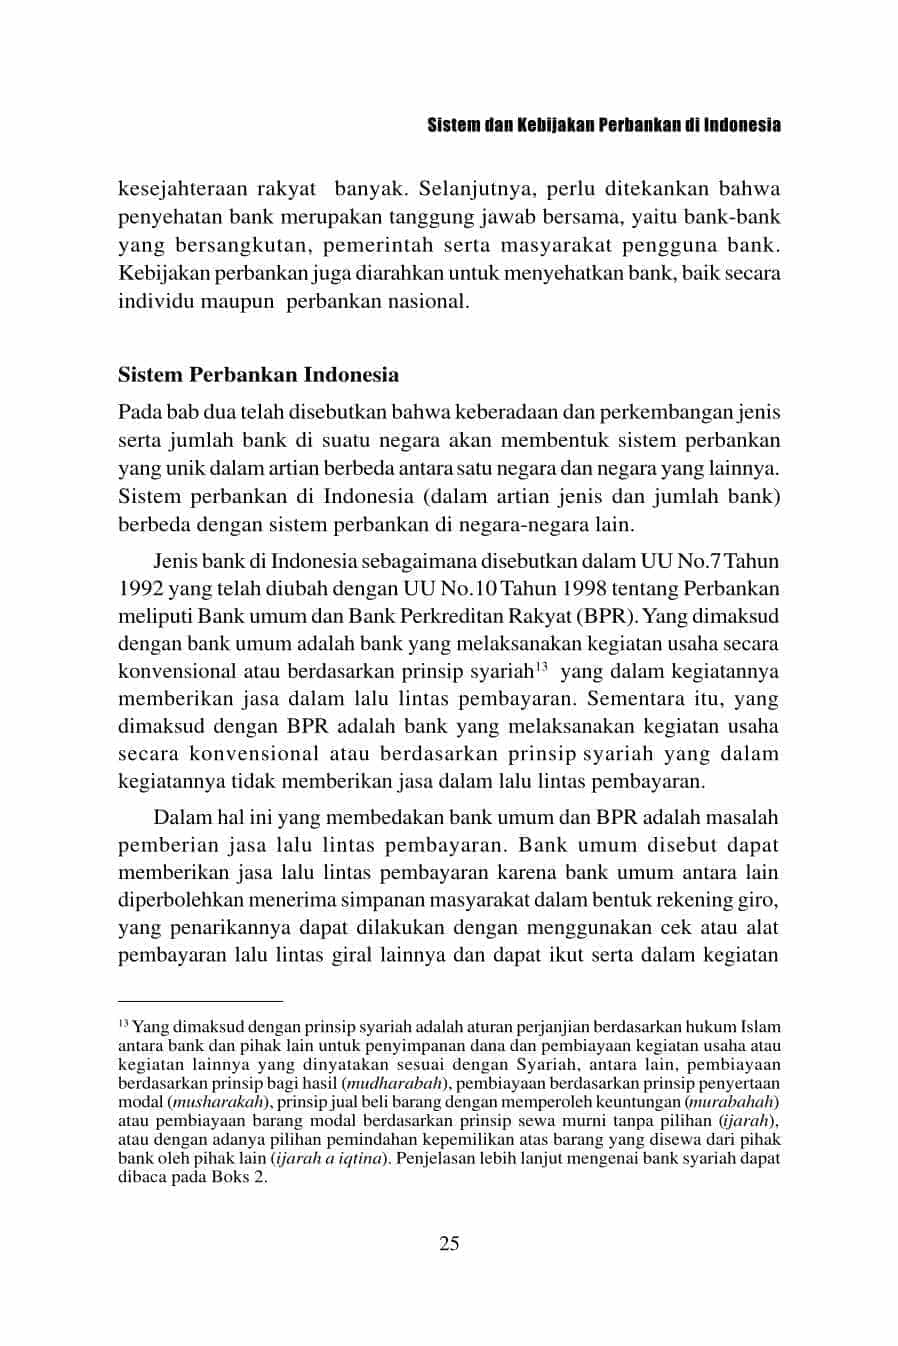 Sistem dan Kebijakan Perbankan di Indonesia
kesejahteraan rakyat banyak. Selanjutnya, perlu ditekankan bahwa
penyehatan bank merupakan tanggung jawab bersama, yaitu bank-bank
yang bersangkutan, pemerintah serta masyarakat pengguna bank.
Kebijakan perbankan juga diarahkan untuk menyehatkan bank, baik secara
individu maupun perbankan nasional.
Sistem Perbankan Indonesia
Pada bab dua telah disebutkan bahwa keberadaan dan perkembangan jenis
serta jumlah bank di suatu negara akan membentuk sistem perbankan
yang unik dalam artian berbeda antara satu negara dan negara yang lainnya.
Sistem perbankan di Indonesia (dalam artian jenis dan jumlah bank)
berbeda dengan sistem perbankan di negara-negara lain.
Jenis bank di Indonesia sebagaimana disebutkan dalam UU No.7 Tahun
1992 yang telah diubah dengan UU No.10 Tahun 1998 tentang Perbankan
meliputi Bank umum dan Bank Perkreditan Rakyat (BPR). Yang dimaksud
dengan bank umum adalah bank yang melaksanakan kegiatan usaha secara
konvensional atau berdasarkan prinsip syariah¹³ yang dalam kegiatannya
memberikan jasa dalam lalu lintas pembayaran. Sementara itu, yang
dimaksud dengan BPR adalah bank yang melaksanakan kegiatan usaha
secara konvensional atau berdasarkan prinsip syariah yang dalam
kegiatannya tidak memberikan jasa dalam lalu lintas pembayaran.
Dalam hal ini yang membedakan bank umum dan BPR adalah masalah
pemberian jasa lalu lintas pembayaran. Bank umum disebut dapat
memberikan jasa lalu lintas pembayaran karena bank umum antara lain
diperbolehkan menerima simpanan masyarakat dalam bentuk rekening giro,
yang penarikannya dapat dilakukan dengan menggunakan cek atau alat
pembayaran lalu lintas giral lainnya dan dapat ikut serta dalam kegiatan
¹³ Yang dimaksud dengan prinsip syariah adalah aturan perjanjian berdasarkan hukum Islam
antara bank dan pihak lain untuk penyimpanan dana dan pembiayaan kegiatan usaha atau
kegiatan lainnya yang dinyatakan sesuai dengan Syariah, antara lain, pembiayaan
berdasarkan prinsip bagi hasil (mudharabah), pembiayaan berdasarkan prinsip penyertaan
modal (musharakah), prinsip jual beli barang dengan memperoleh keuntungan (murabahah)
atau pembiayaan barang modal berdasarkan prinsip sewa murni tanpa pilihan (ijarah),
atau dengan adanya pilihan pemindahan kepemilikan atas barang yang disewa dari pihak
bank oleh pihak lain (ijarah a iqtina). Penjelasan lebih lanjut mengenai bank syariah dapat
dibaca pada Boks 2.
25